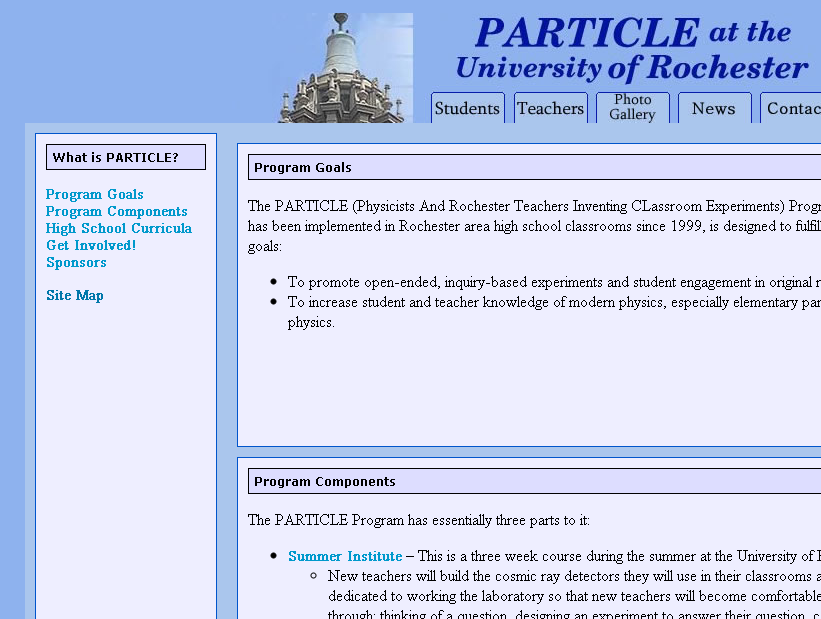 PARTICLE at the
University of Rochester
Students
Teachers
Photo
Gallery
News
Contac
What is PARTICLE?
Program Goals
Program Components
High School Curricula
Get Involved!
Sponsors
Site Map
Program Goals
The PARTICLE (Physicists And Rochester Teachers Inventing CLassroom Experiments) Progr
has been implemented in Rochester area high school classrooms since 1999, is designed to fulfill
goals:
To promote open-ended, inquiry-based experiments and student engagement in original
To increase student and teacher knowledge of modern physics, especially elementary par
physics.
Program Components
The PARTICLE Program has essentially three parts to it:
Summer Institute – This is a three week course during the summer at the University of
New teachers will build the cosmic ray detectors they will use in their classrooms a
dedicated to working the laboratory so that new teachers will become comfortable
through: thinking of a question, designing an experiment to answer their question,